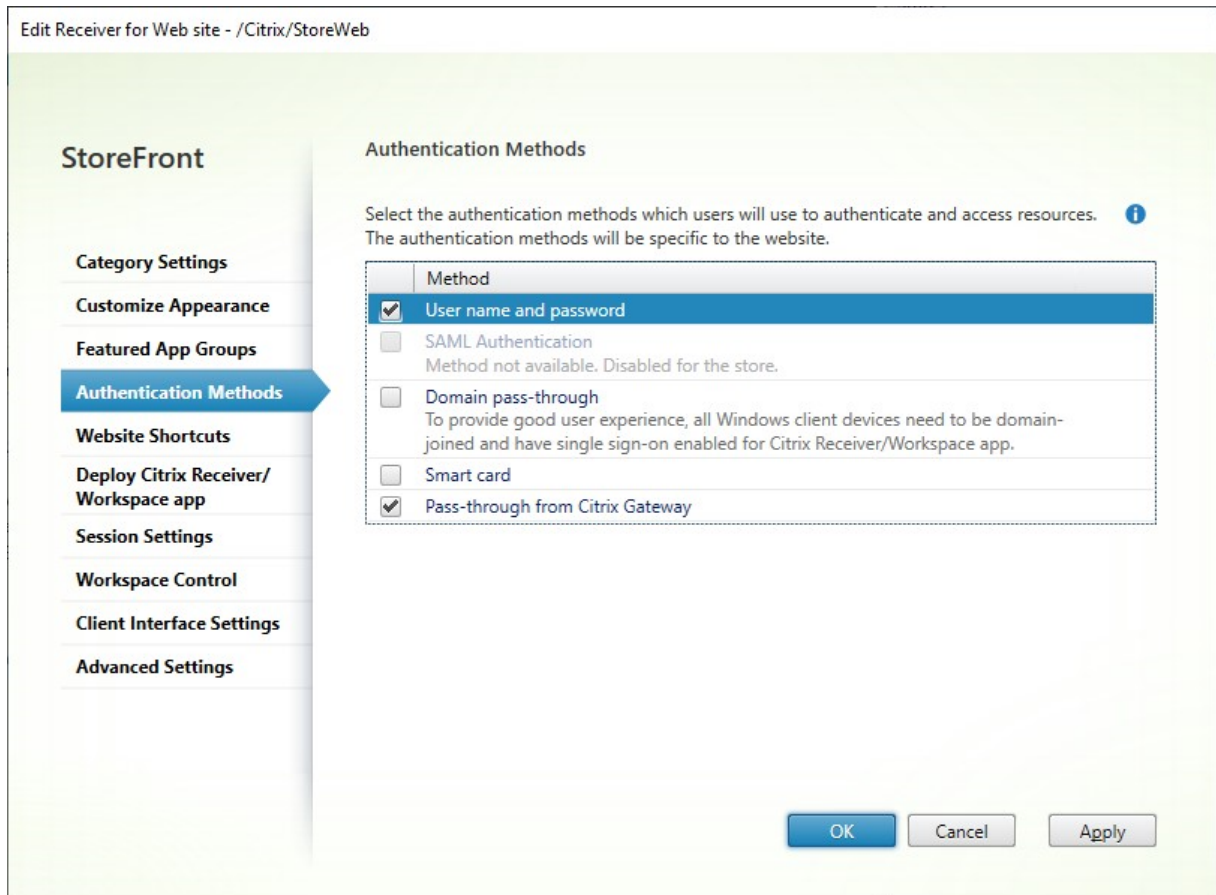 Edit Receiver for Web site - /Citrix/StoreWeb
StoreFront
Category Settings
Customize Appearance
Featured App Groups
Authentication Methods
Website Shortcuts
Deploy Citrix Receiver/
Workspace app
Session Settings
Workspace Control
Client Interface Settings
Advanced Settings
Authentication Methods
Select the authentication methods which users will use to authenticate and access resources.
The authentication methods will be specific to the website.
Method
User name and password
SAML Authentication
Method not available. Disabled for the store.
Domain pass-through
To provide good user experience, all Windows client devices need to be domain-
joined and have single sign-on enabled for Citrix Receiver/Workspace app.
Smart card
Pass-through from Citrix Gateway
OK
Cancel
Apply